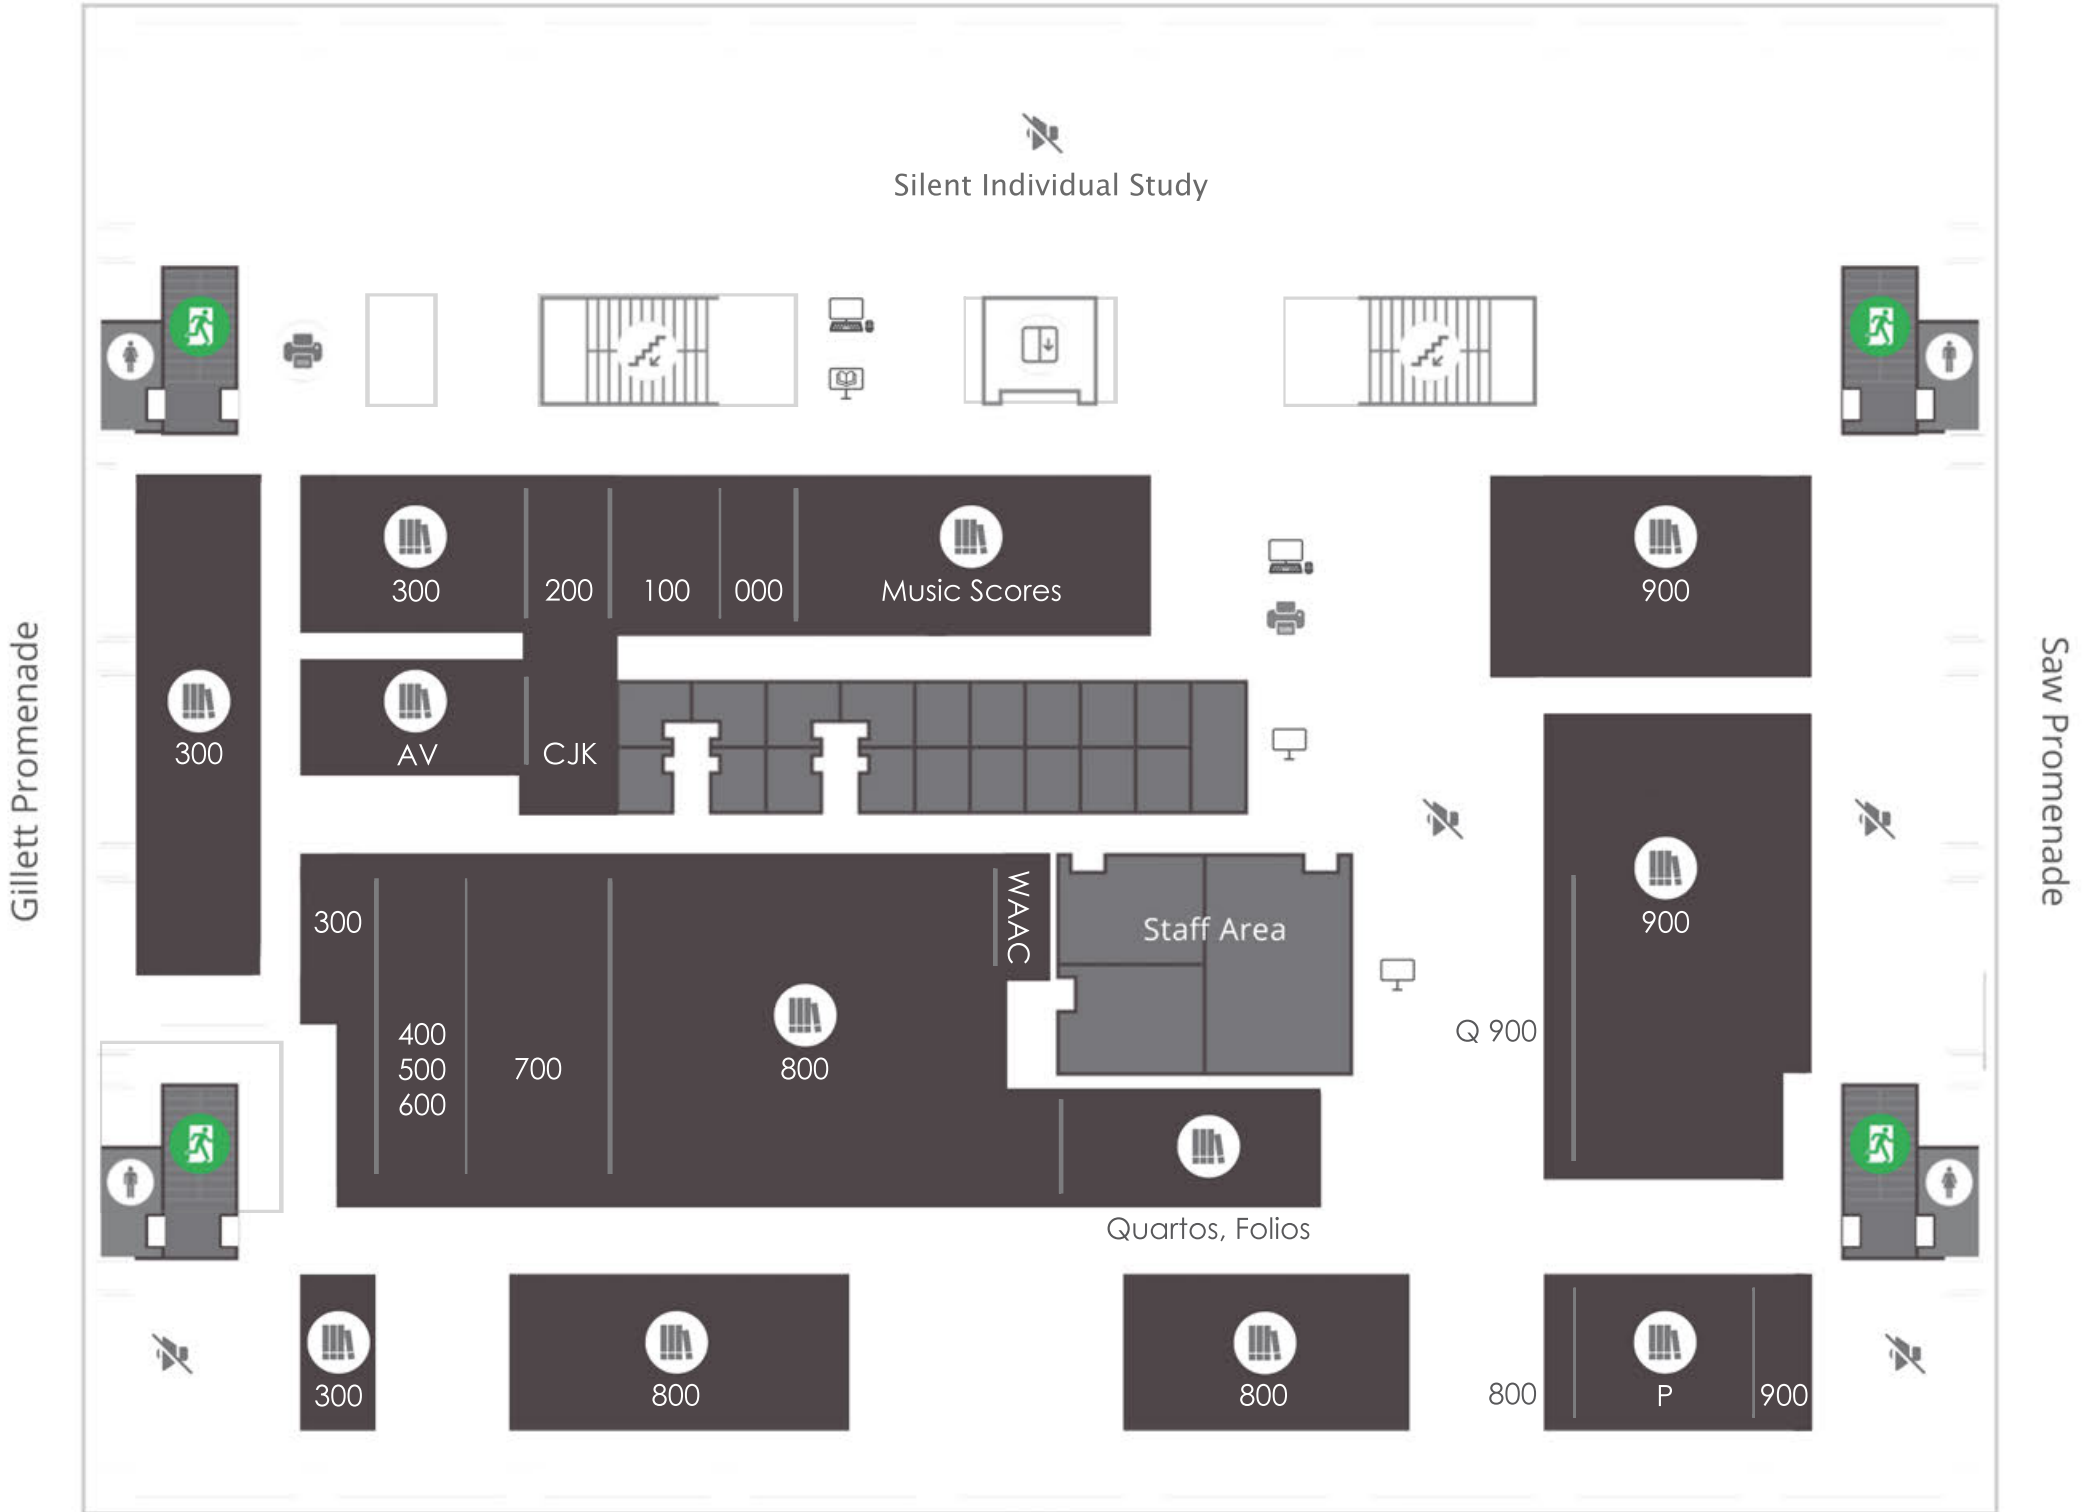 Silent Individual Study
300
200
100
000
Music Scores
900
Gillett Promenade
Saw Promenade
300
AV
CJK
300
WAAC
Staff Area
900
400
500
600
700
800
Q 900
Quartos, Folios
300
800
800
800
P
900